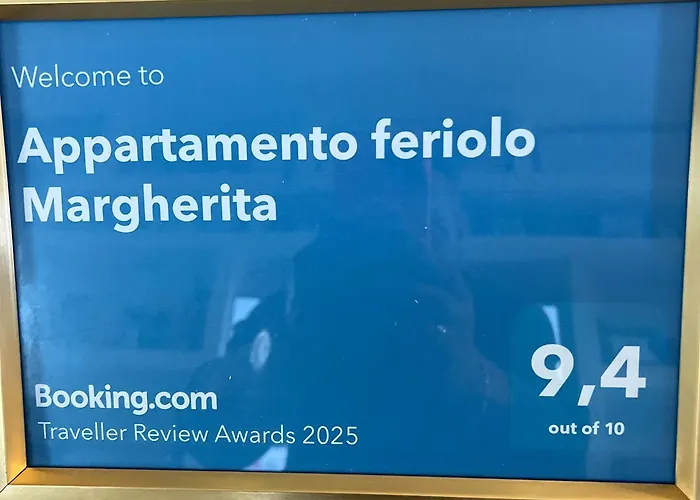 Welcome to
Appartamento feriolo
Margherita
9,4
out of 10
Booking.com
Traveller Review Awards 2025